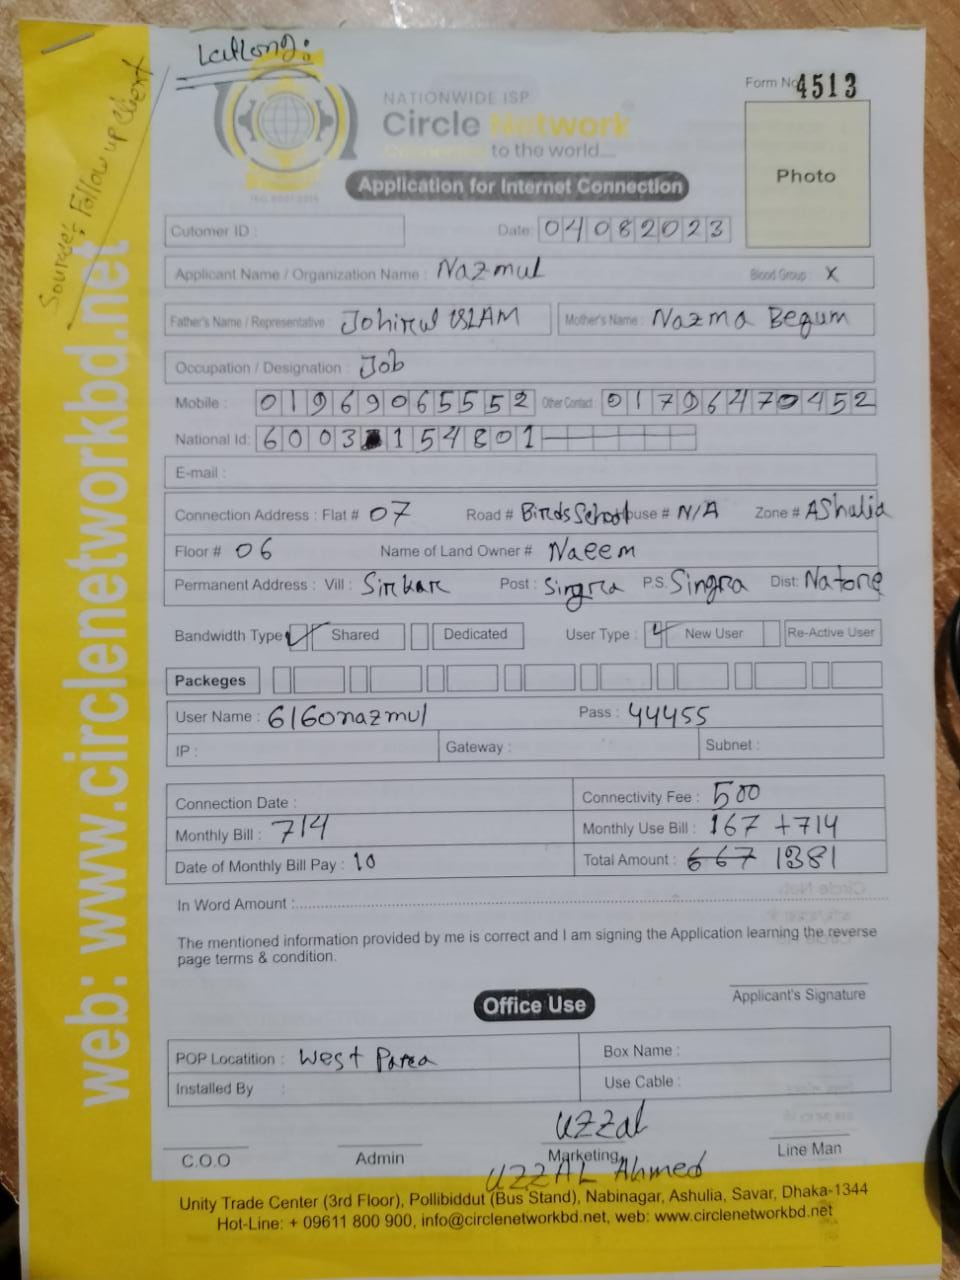 LatLong:
Source: Follow up client
Form No 4513
NATIONWIDE ISP
Circle Network
Connecting to the world....
ISO 9001:2015
Photo
Application for Internet Connection
Cutomer ID :
Date: 04082023
Applicant Name / Organization Name : Nazmul
Blood Group : X
Father's Name / Representative : Johirul ISLAM
Mother's Name : Nazma Begum
Occupation / Designation : Job
Mobile : 01969065552 Other Contact : 01796470452
National Id: 6003 154801
E-mail :
Connection Address : Flat # 07 Road # Birds School House # N/A Zone # AShulia
Floor # 06 Name of Land Owner # Naeem
Permanent Address : Vill : Sirkar Post : Singra P.S. Singra Dist: Natore
Bandwidth Type Shared Dedicated User Type : New User Re-Active User
Packeges
User Name : 6160nazmul Pass : 44455
IP : Gateway : Subnet :
Connection Date : Connectivity Fee : 500
Monthly Bill : 714 Monthly Use Bill : 167 +714
Date of Monthly Bill Pay : 10 Total Amount : 667 1381
In Word Amount :
The mentioned information provided by me is correct and I am signing the Application learning the reverse
page terms & condition.
Applicant's Signature
Office Use
POP Locatition : West Parea Box Name :
Installed By : Use Cable :
Uzzal
C.O.O Admin Marketing Line Man
UZZAL Ahmed
Unity Trade Center (3rd Floor), Pollibiddut (Bus Stand), Nabinagar, Ashulia, Savar, Dhaka-1344
Hot-Line: + 09611 800 900, info@circlenetworkbd.net, web: www.circlenetworkbd.net
web: www.circlenetworkbd.net